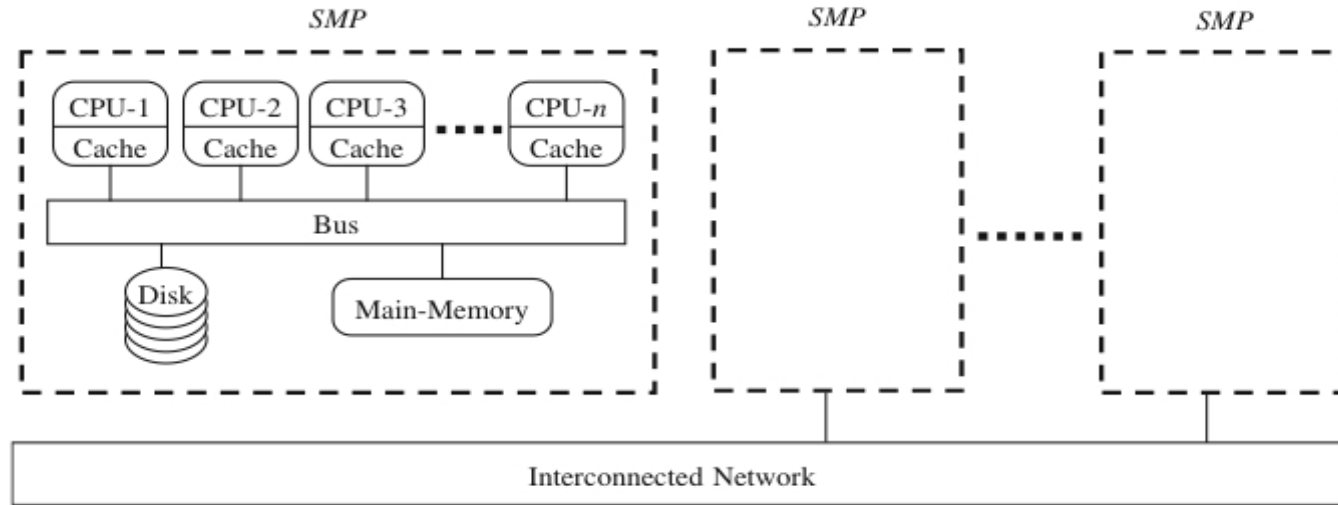 SMP
SMP
SMP
CPU-1
CPU-2
CPU-3
CPU-n
Cache
Cache
Cache
Cache
Bus
Disk
Main-Memory
Interconnected Network